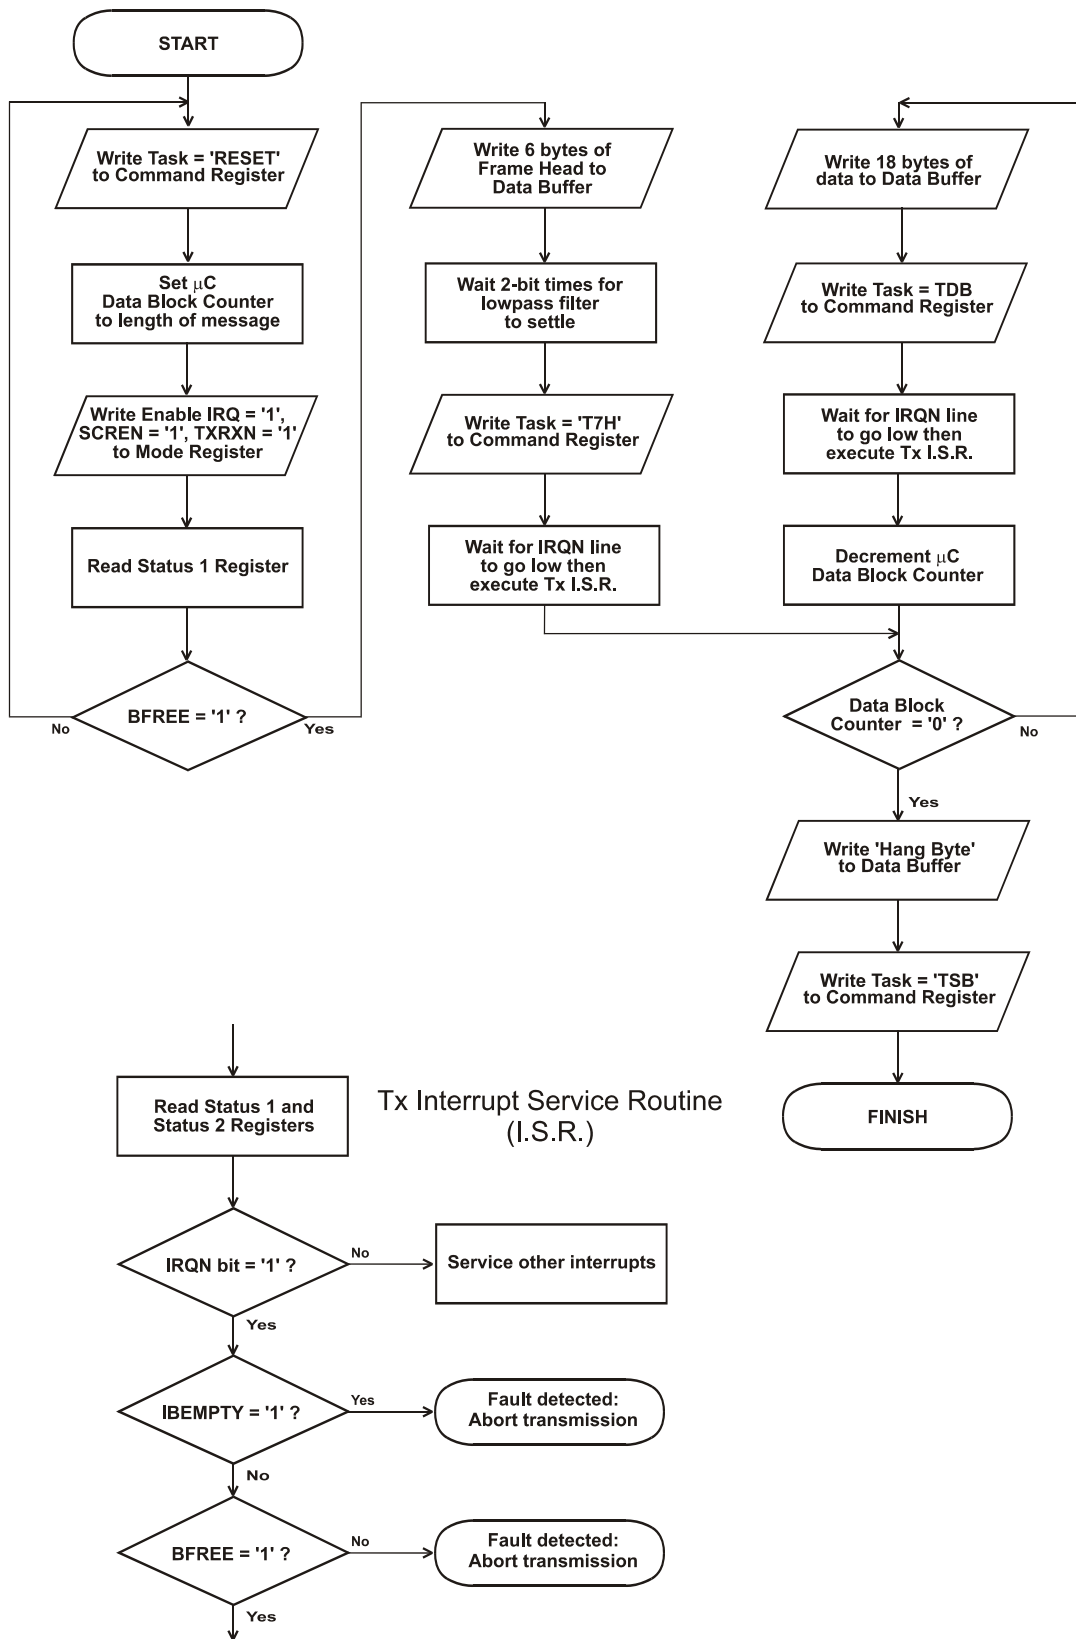 START
Write Task = 'RESET'
to Command Register
Set μC
Data Block Counter
to length of message
Write Enable IRQ = '1',
SCREN = '1', TXRXN = '1'
to Mode Register
Read Status 1 Register
BFREE = '1' ?
No
Yes
Write 6 bytes of
Frame Head to
Data Buffer
Wait 2-bit times for
lowpass filter
to settle
Write Task = 'T7H'
to Command Register
Wait for IRQN line
to go low then
execute Tx I.S.R.
Write 18 bytes of
data to Data Buffer
Write Task = TDB
to Command Register
Wait for IRQN line
to go low then
execute Tx I.S.R.
Decrement μC
Data Block Counter
Data Block
Counter = '0' ?
No
Yes
Write 'Hang Byte'
to Data Buffer
Write Task = 'TSB'
to Command Register
FINISH
Tx Interrupt Service Routine
(I.S.R.)
Read Status 1 and
Status 2 Registers
IRQN bit = '1' ?
No
Service other interrupts
Yes
IBEMPTY = '1' ?
Yes
Fault detected:
Abort transmission
No
BFREE = '1' ?
No
Fault detected:
Abort transmission
Yes